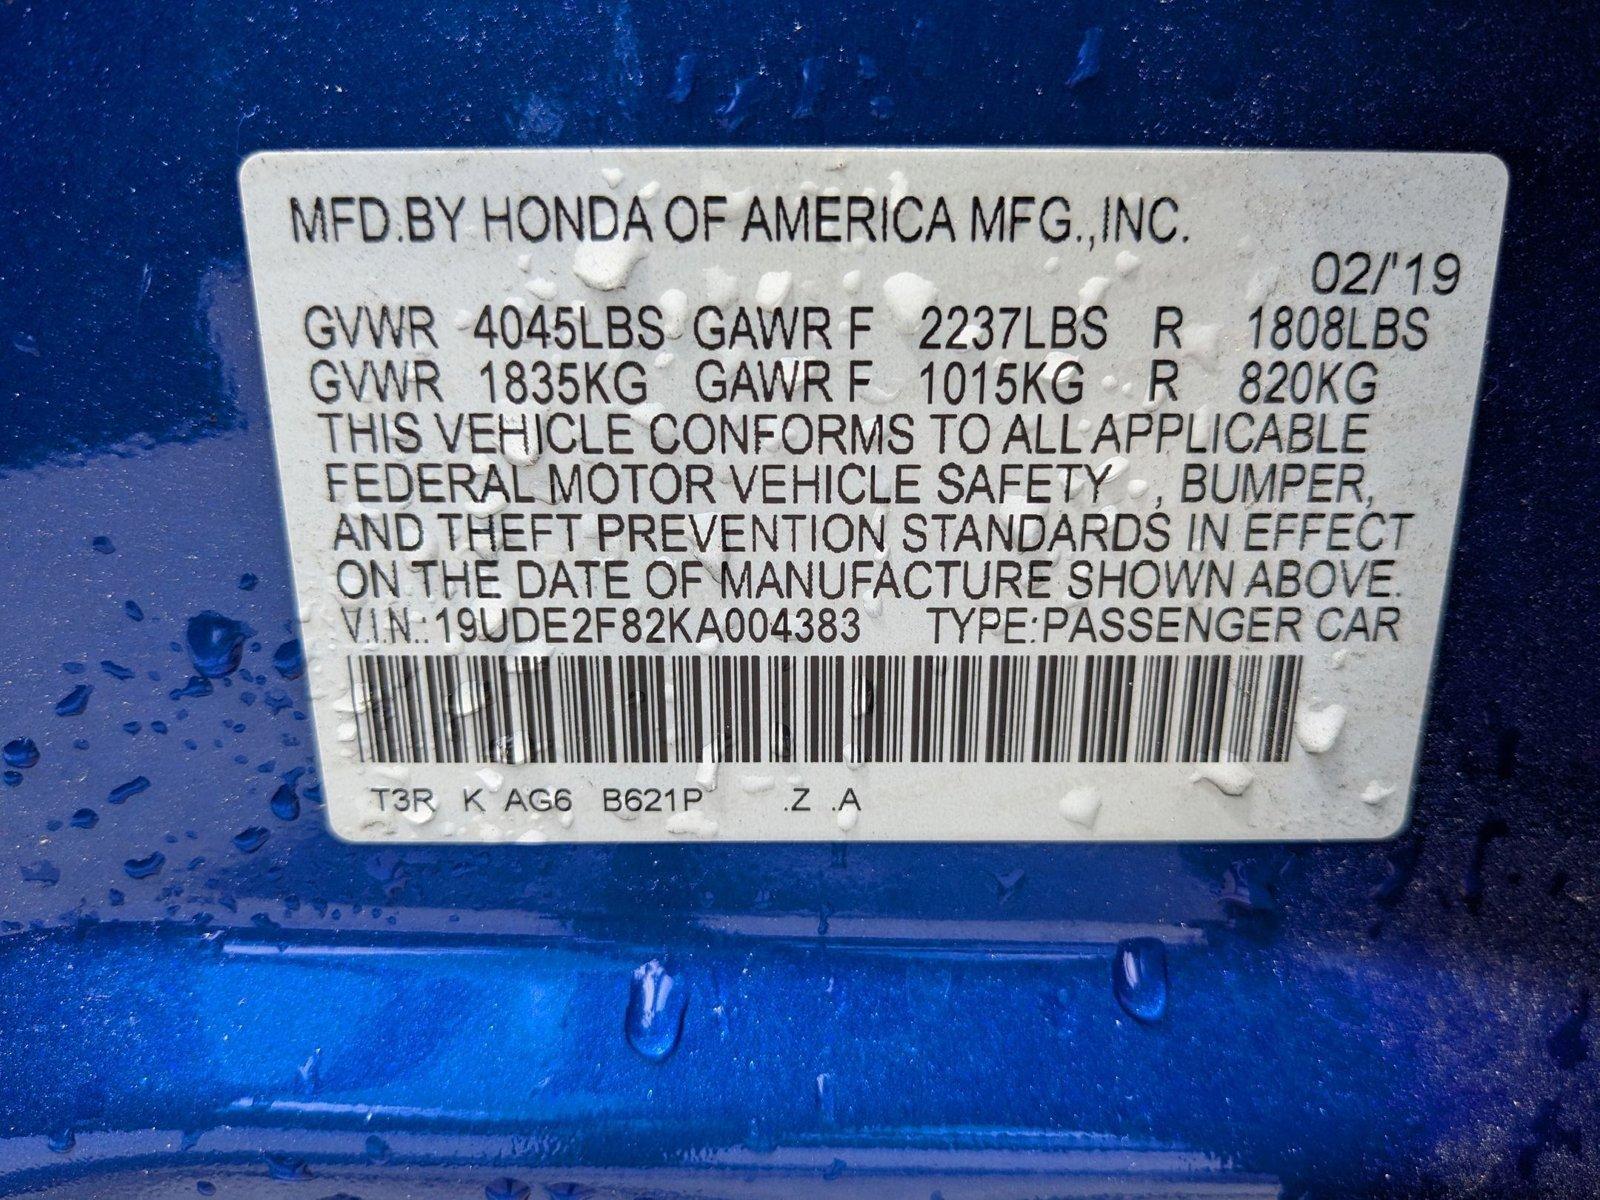 MFD.BY HONDA OF AMERICA MFG.,INC.
02/'19
GVWR 4045LBS GAWR F 2237LBS R 1808LBS
GVWR 1835KG GAWR F 1015KG R 820KG
THIS VEHICLE CONFORMS TO ALL APPLICABLE
FEDERAL MOTOR VEHICLE SAFETY , BUMPER,
AND THEFT PREVENTION STANDARDS IN EFFECT
ON THE DATE OF MANUFACTURE SHOWN ABOVE.
V.I.N.:19UDE2F82KA004383 TYPE:PASSENGER CAR
T3R K AG6 B621P .Z .A